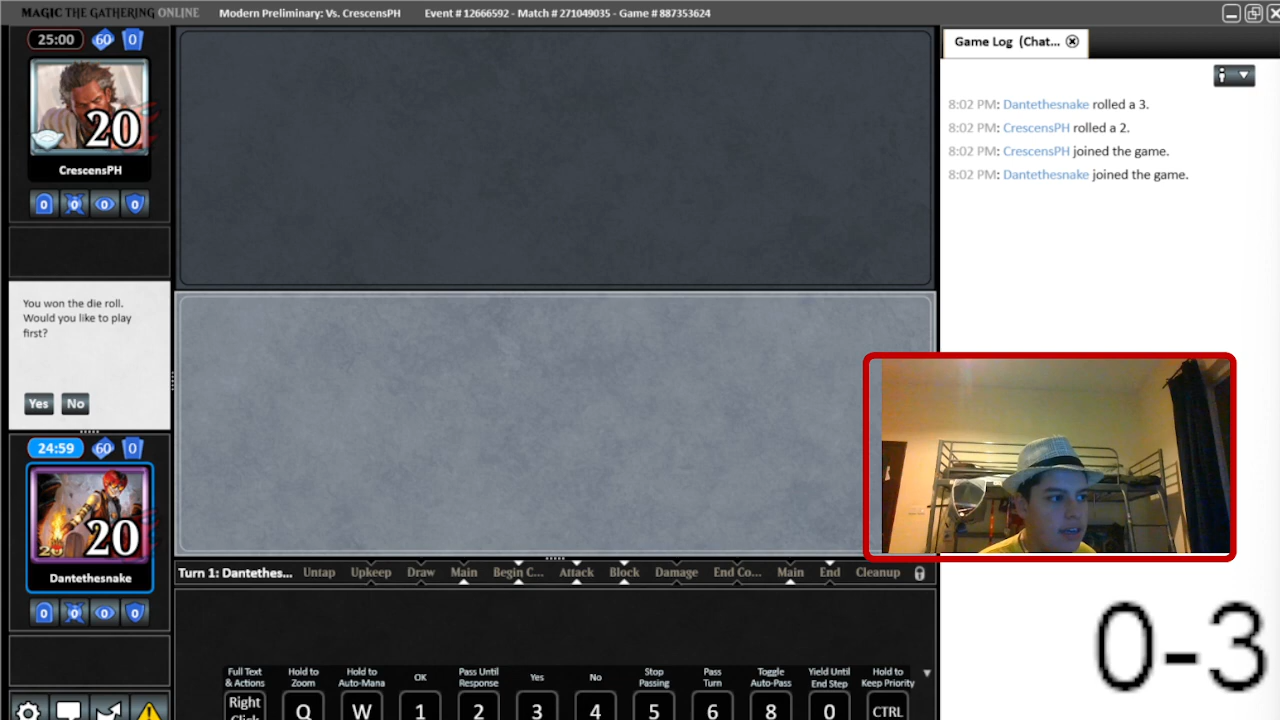 MAGIC THE GATHERING ONLINE Modern Preliminary: Vs. CrescensPH Event # 12666592 - Match # 271049035 - Game # 887353624
25:00 60 0
20
CrescensPH
0 0 0 0
You won the die roll.
Would you like to play
first?
Yes No
24:59 60 0
20
Dantethesnake
0 0 0 0
Game Log (Chat...
8:02 PM: Dantethesnake rolled a 3.
8:02 PM: CrescensPH rolled a 2.
8:02 PM: CrescensPH joined the game.
8:02 PM: Dantethesnake joined the game.
Turn 1: Dantethes... Untap Upkeep Draw Main Begin C... Attack Block Damage End Co... Main End Cleanup
Full Text & Actions
Right Click
Hold to Zoom
Q
Hold to Auto-Mana
W
OK
1
Pass Until Response
2
Yes
3
No
4
Stop Passing
5
Pass Turn
6
Toggle Auto-Pass
8
Yield Until End Step
0
Hold to Keep Priority
CTRL
0-3